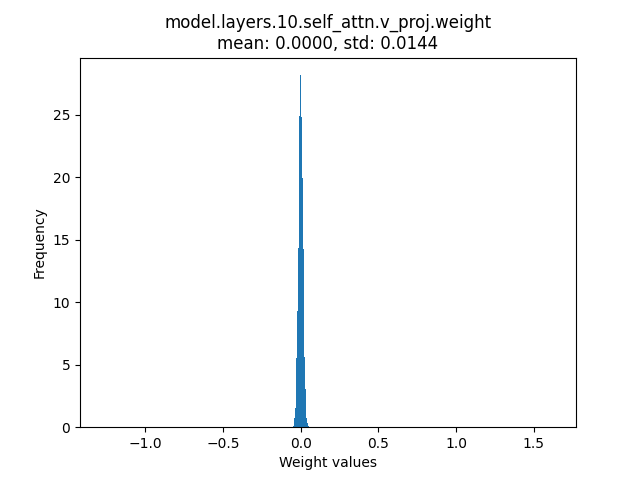 model.layers.10.self_attn.v_proj.weight
mean: 0.0000, std: 0.0144
25
20
15
10
5
0
Frequency
−1.0 −0.5 0.0 0.5 1.0 1.5
Weight values